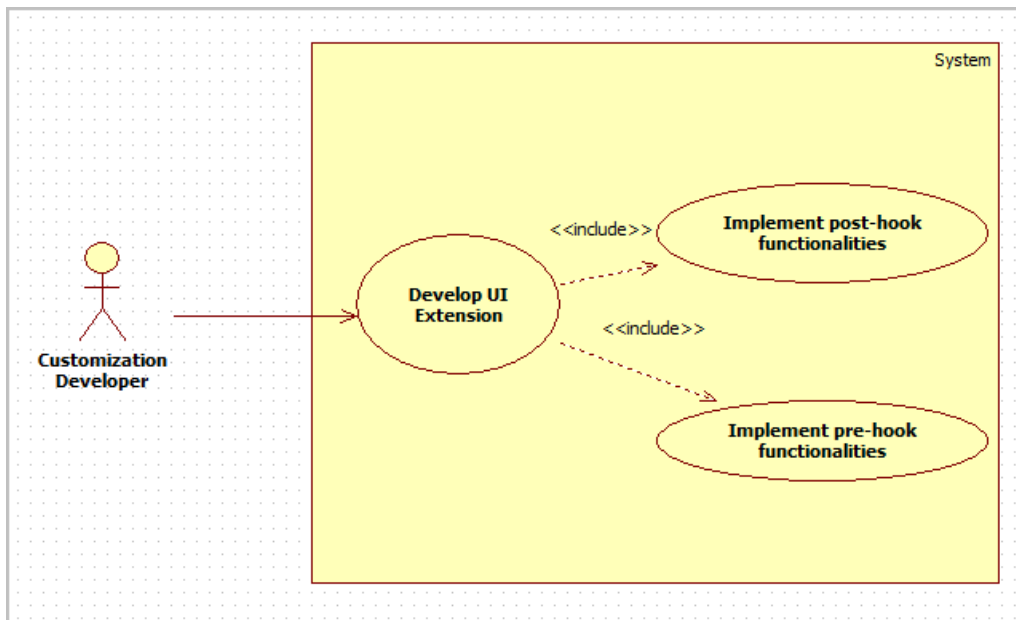 System
Implement post-hook
functionalities
<<include>>
Develop UI
Extension
<<include>>
Customization
Developer
Implement pre-hook
functionalities